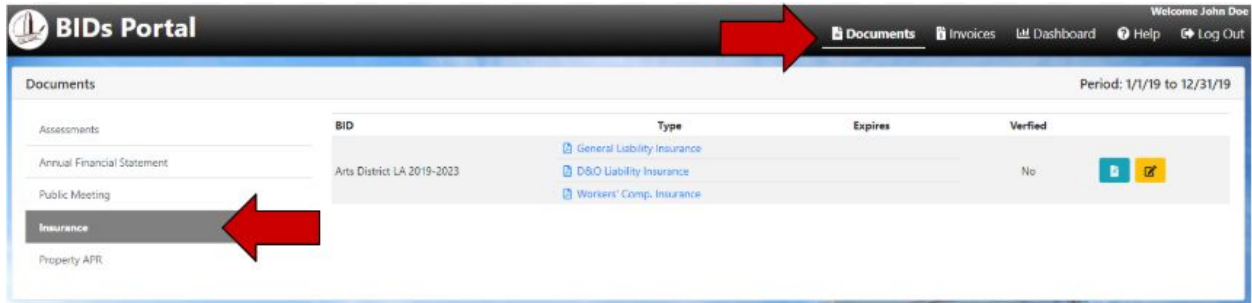 Welcome John Doe
BIDs Portal
Documents Invoices Dashboard Help Log Out
Documents Period: 1/1/19 to 12/31/19
Assessments
Annual Financial Statement
Public Meeting
Insurance
Property APR
BID Type Expires Verfied
General Liability Insurance
Arts District LA 2019-2023 D&O Liability Insurance No
Workers' Comp. Insurance